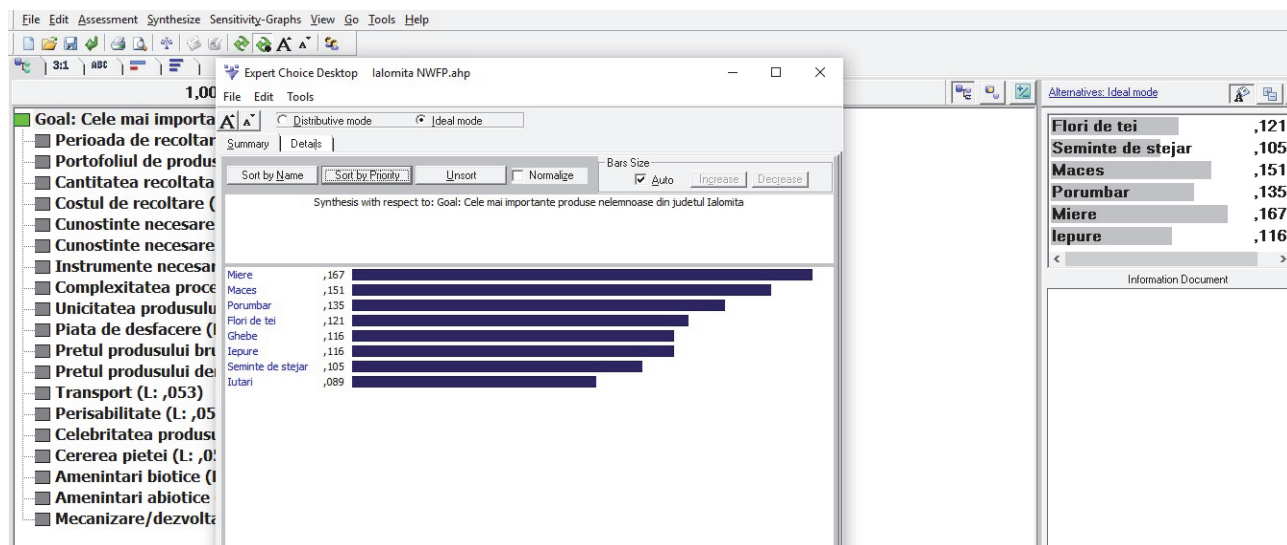 File Edit Assessment Synthesize Sensitivity-Graphs View Go Tools Help
3:1 ABC
1,00
Goal: Cele mai importa
Perioada de recoltar
Portofoliul de produs
Cantitatea recoltata
Costul de recoltare (
Cunostinte necesare
Cunostinte necesare
Instrumente necesar
Complexitatea proce
Unicitatea produsulu
Piata de desfacere (
Pretul produsului bru
Pretul produsului de
Transport (L: ,053)
Perisabilitate (L: ,05
Celebritatea produsu
Cererea pietei (L: ,0
Amenintari biotice (
Amenintari abiotice
Mecanizare/dezvolta
Expert Choice Desktop Ialomita NWFP.ahp
File Edit Tools
A A Distributive mode Ideal mode
Summary Details
Sort by Name Sort by Priority Unsort Normalize Bars Size Auto Increase Decrease
Synthesis with respect to: Goal: Cele mai importante produse nelemnoase din judetul Ialomita
Miere ,167
Maces ,151
Porumbar ,135
Flori de tei ,121
Ghebe ,116
Iepure ,116
Seminte de stejar ,105
Iutari ,089
Alternatives: Ideal mode
Flori de tei ,121
Seminte de stejar ,105
Maces ,151
Porumbar ,135
Miere ,167
Iepure ,116
Information Document